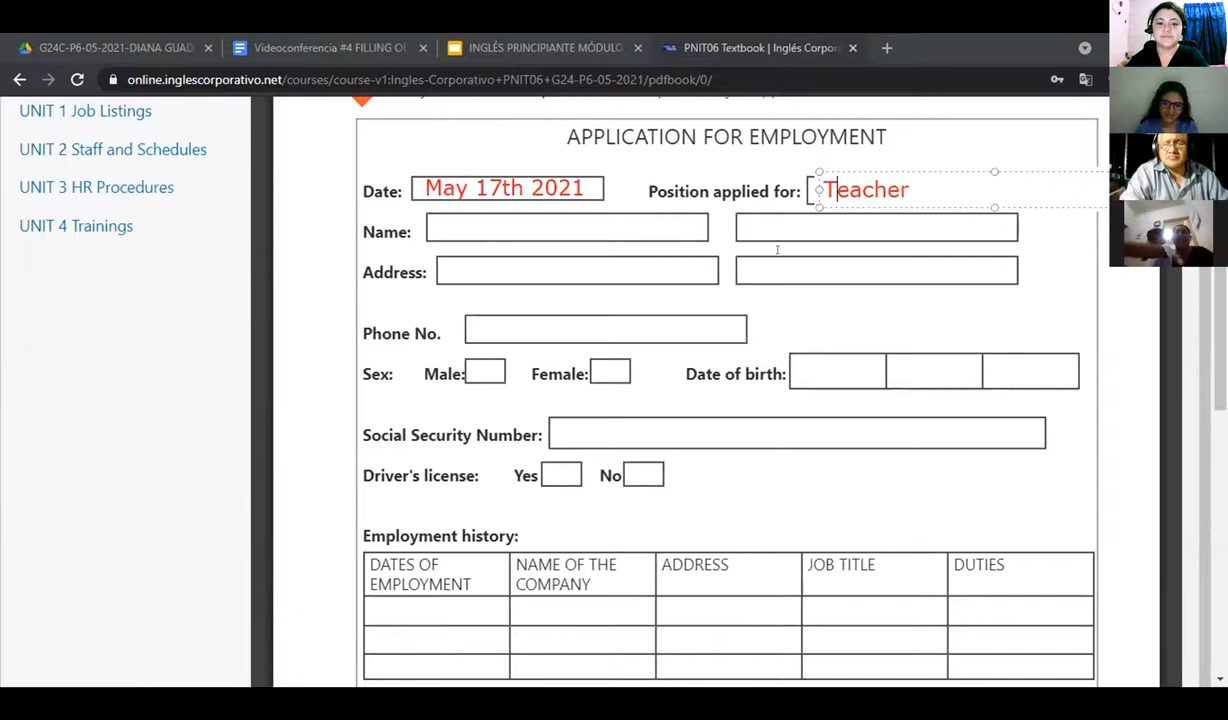 G24C-P6-05-2021-DIANA GUAD
Videoconferencia #4 FILLING OU
INGLÉS PRINCIPIANTE MÓDULO
PNIT06 Textbook | Inglés Corpor
online.inglescorporativo.net/courses/course-v1:Ingles-Corporativo+PNIT06+G24-P6-05-2021/pdfbook/0/
UNIT 1 Job Listings
UNIT 2 Staff and Schedules
UNIT 3 HR Procedures
UNIT 4 Trainings
APPLICATION FOR EMPLOYMENT
Date: May 17th 2021 Position applied for: Teacher
Name:
Address:
Phone No.
Sex: Male: Female: Date of birth:
Social Security Number:
Driver's license: Yes No
Employment history:
DATES OF EMPLOYMENT NAME OF THE COMPANY ADDRESS JOB TITLE DUTIES